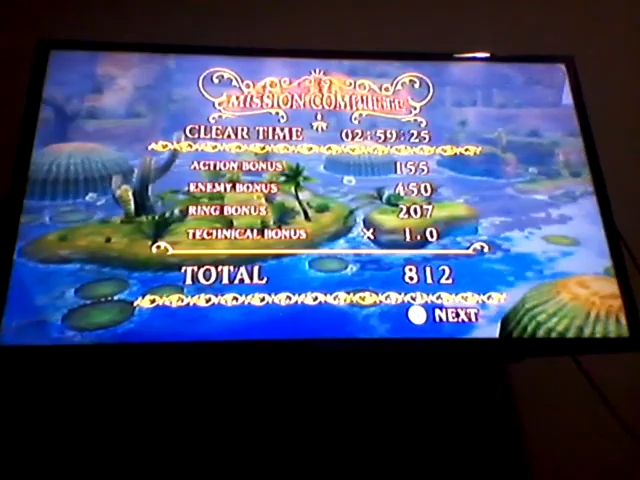 MISSION COMPLETE
CLEAR TIME 02:59:25
ACTION BONUS 155
ENEMY BONUS 450
RING BONUS 207
TECHNICAL BONUS × 1.0
TOTAL 812
NEXT